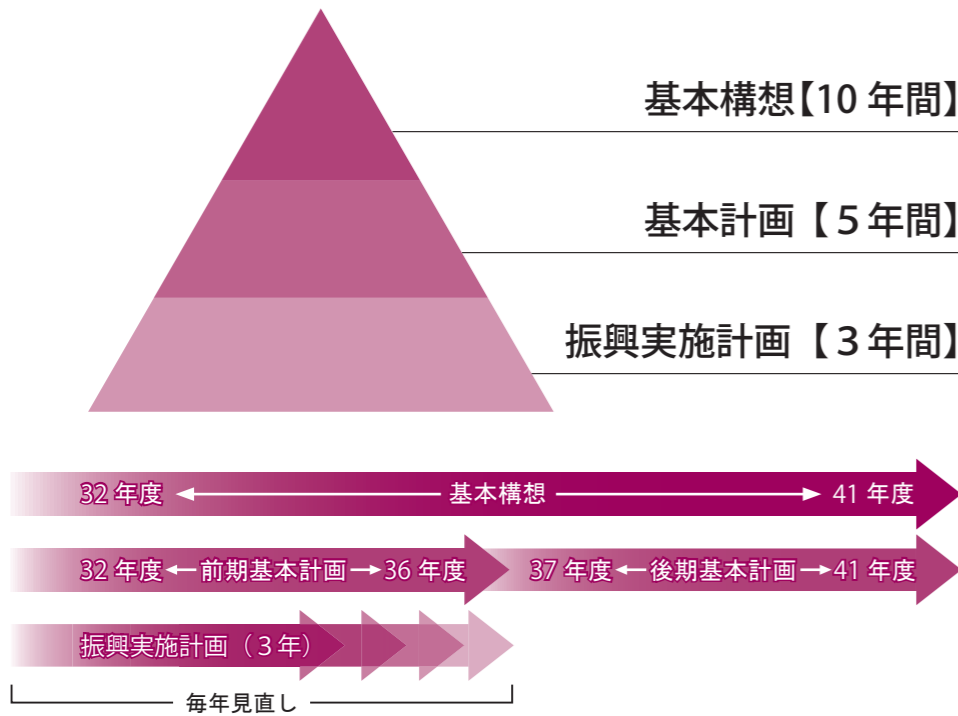 基本構想【10 年間】
基本計画【 5 年間】
振興実施計画【 3 年間】
32 年度 基本構想 41 年度
32 年度 前期基本計画 36 年度 37 年度 後期基本計画 41 年度
振興実施計画（３年）
毎年見直し